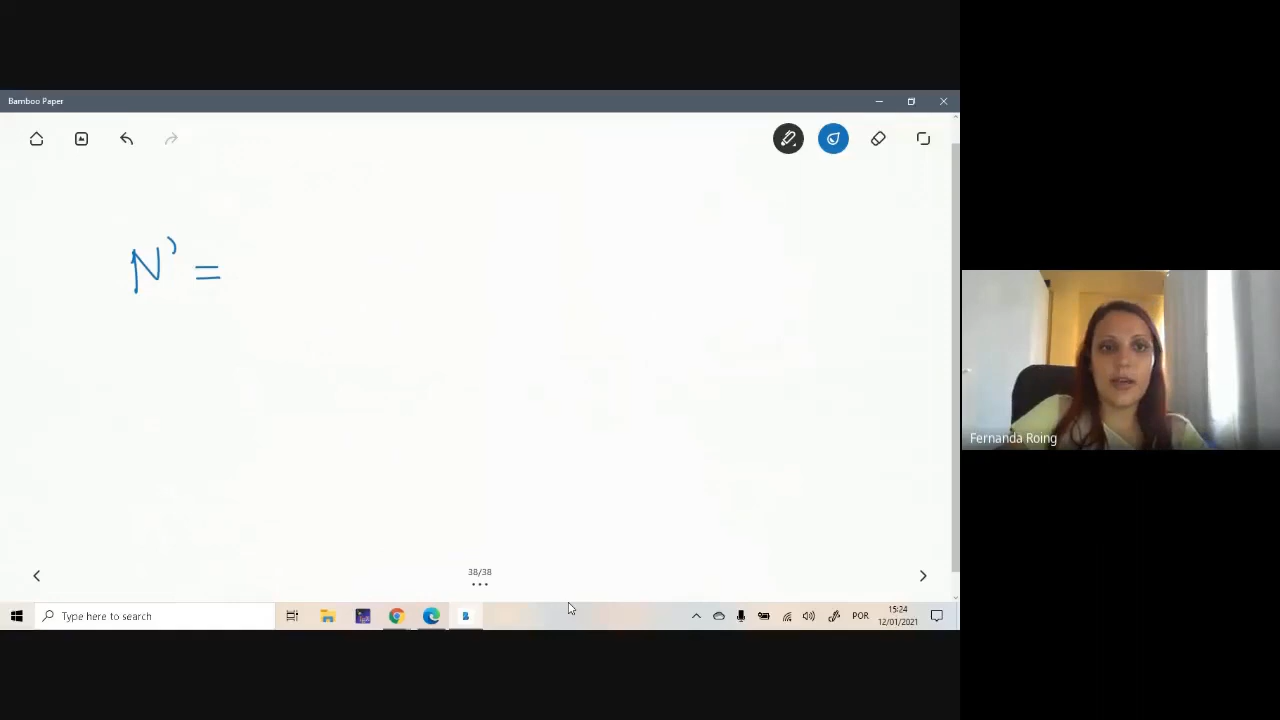 Bamboo Paper
N' =
Fernanda Roing
38/38
Type here to search
B
POR
15:24
12/01/2021